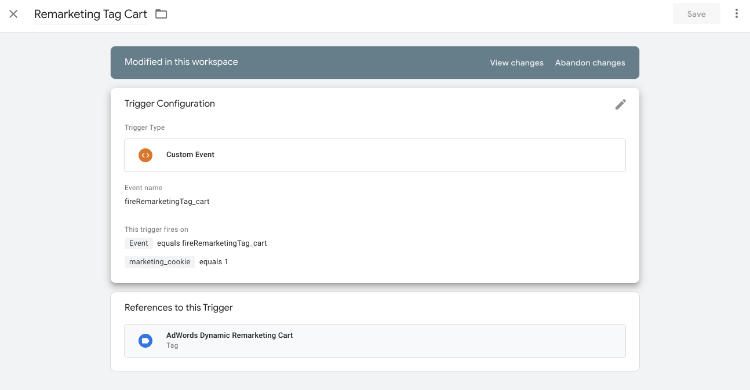 Remarketing Tag Cart
Save
Modified in this workspace
View changes
Abandon changes
Trigger Configuration
Trigger Type
Custom Event
Event name
fireRemarketingTag_cart
This trigger fires on
Event equals fireRemarketingTag_cart
marketing_cookie equals 1
References to this Trigger
AdWords Dynamic Remarketing Cart
Tag